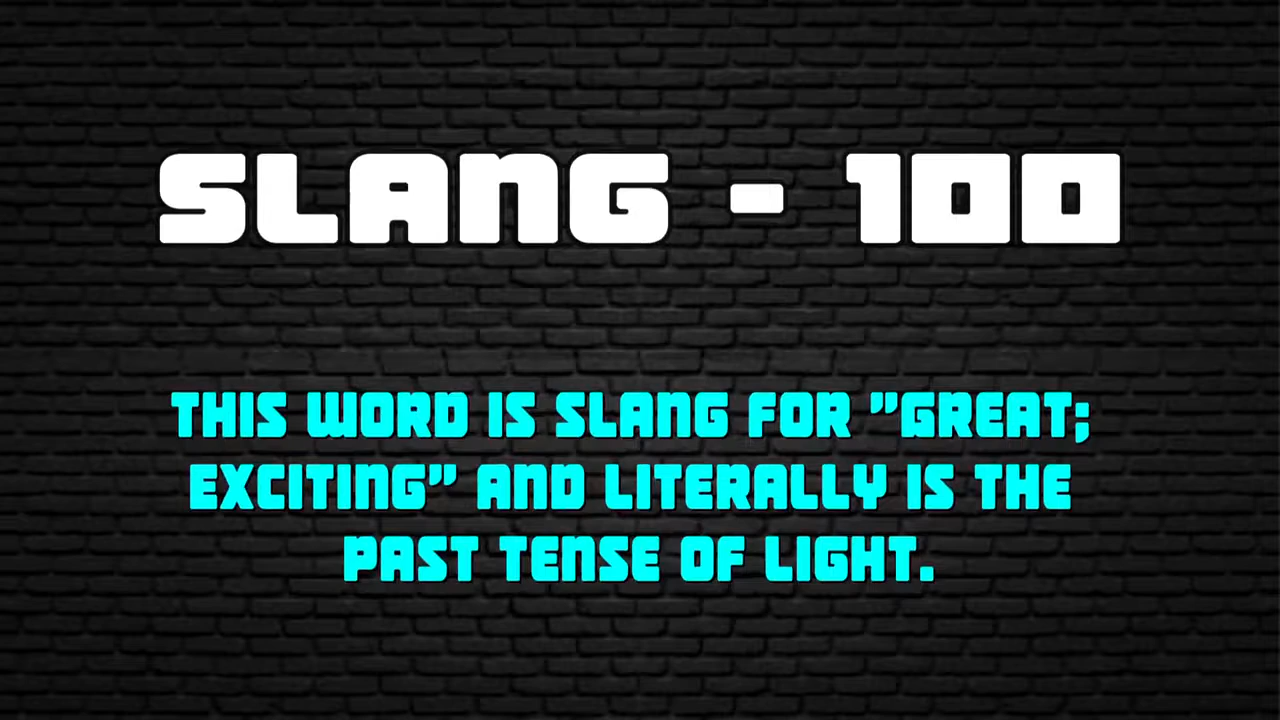 SLANG - 100
THIS WORD IS SLANG FOR "GREAT;
EXCITING" AND LITERALLY IS THE
PAST TENSE OF LIGHT.